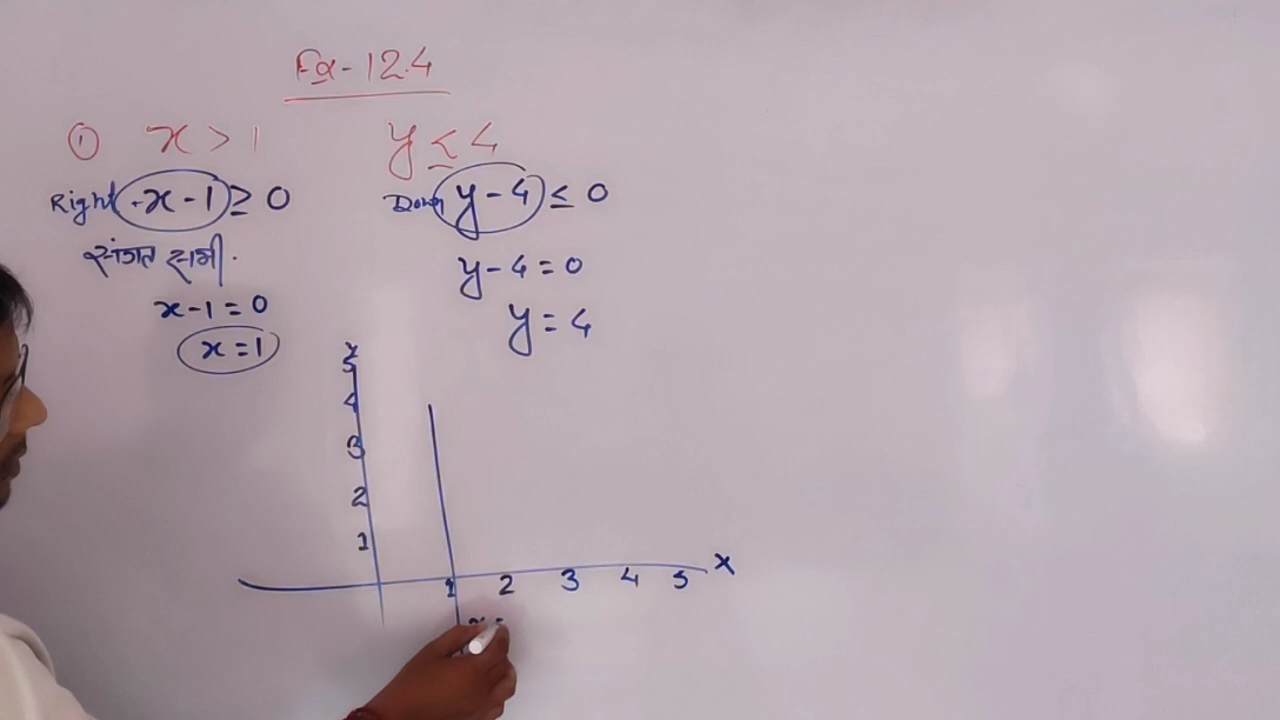 Ex-12.4
① x > 1 y ≤ 4
Right x - 1 ≥ 0 Down y - 4 ≤ 0
संगत समी.
x - 1 = 0
x = 1
y - 4 = 0
y = 4
y
5
4
3
2
1
1 2 3 4 5 x
x =